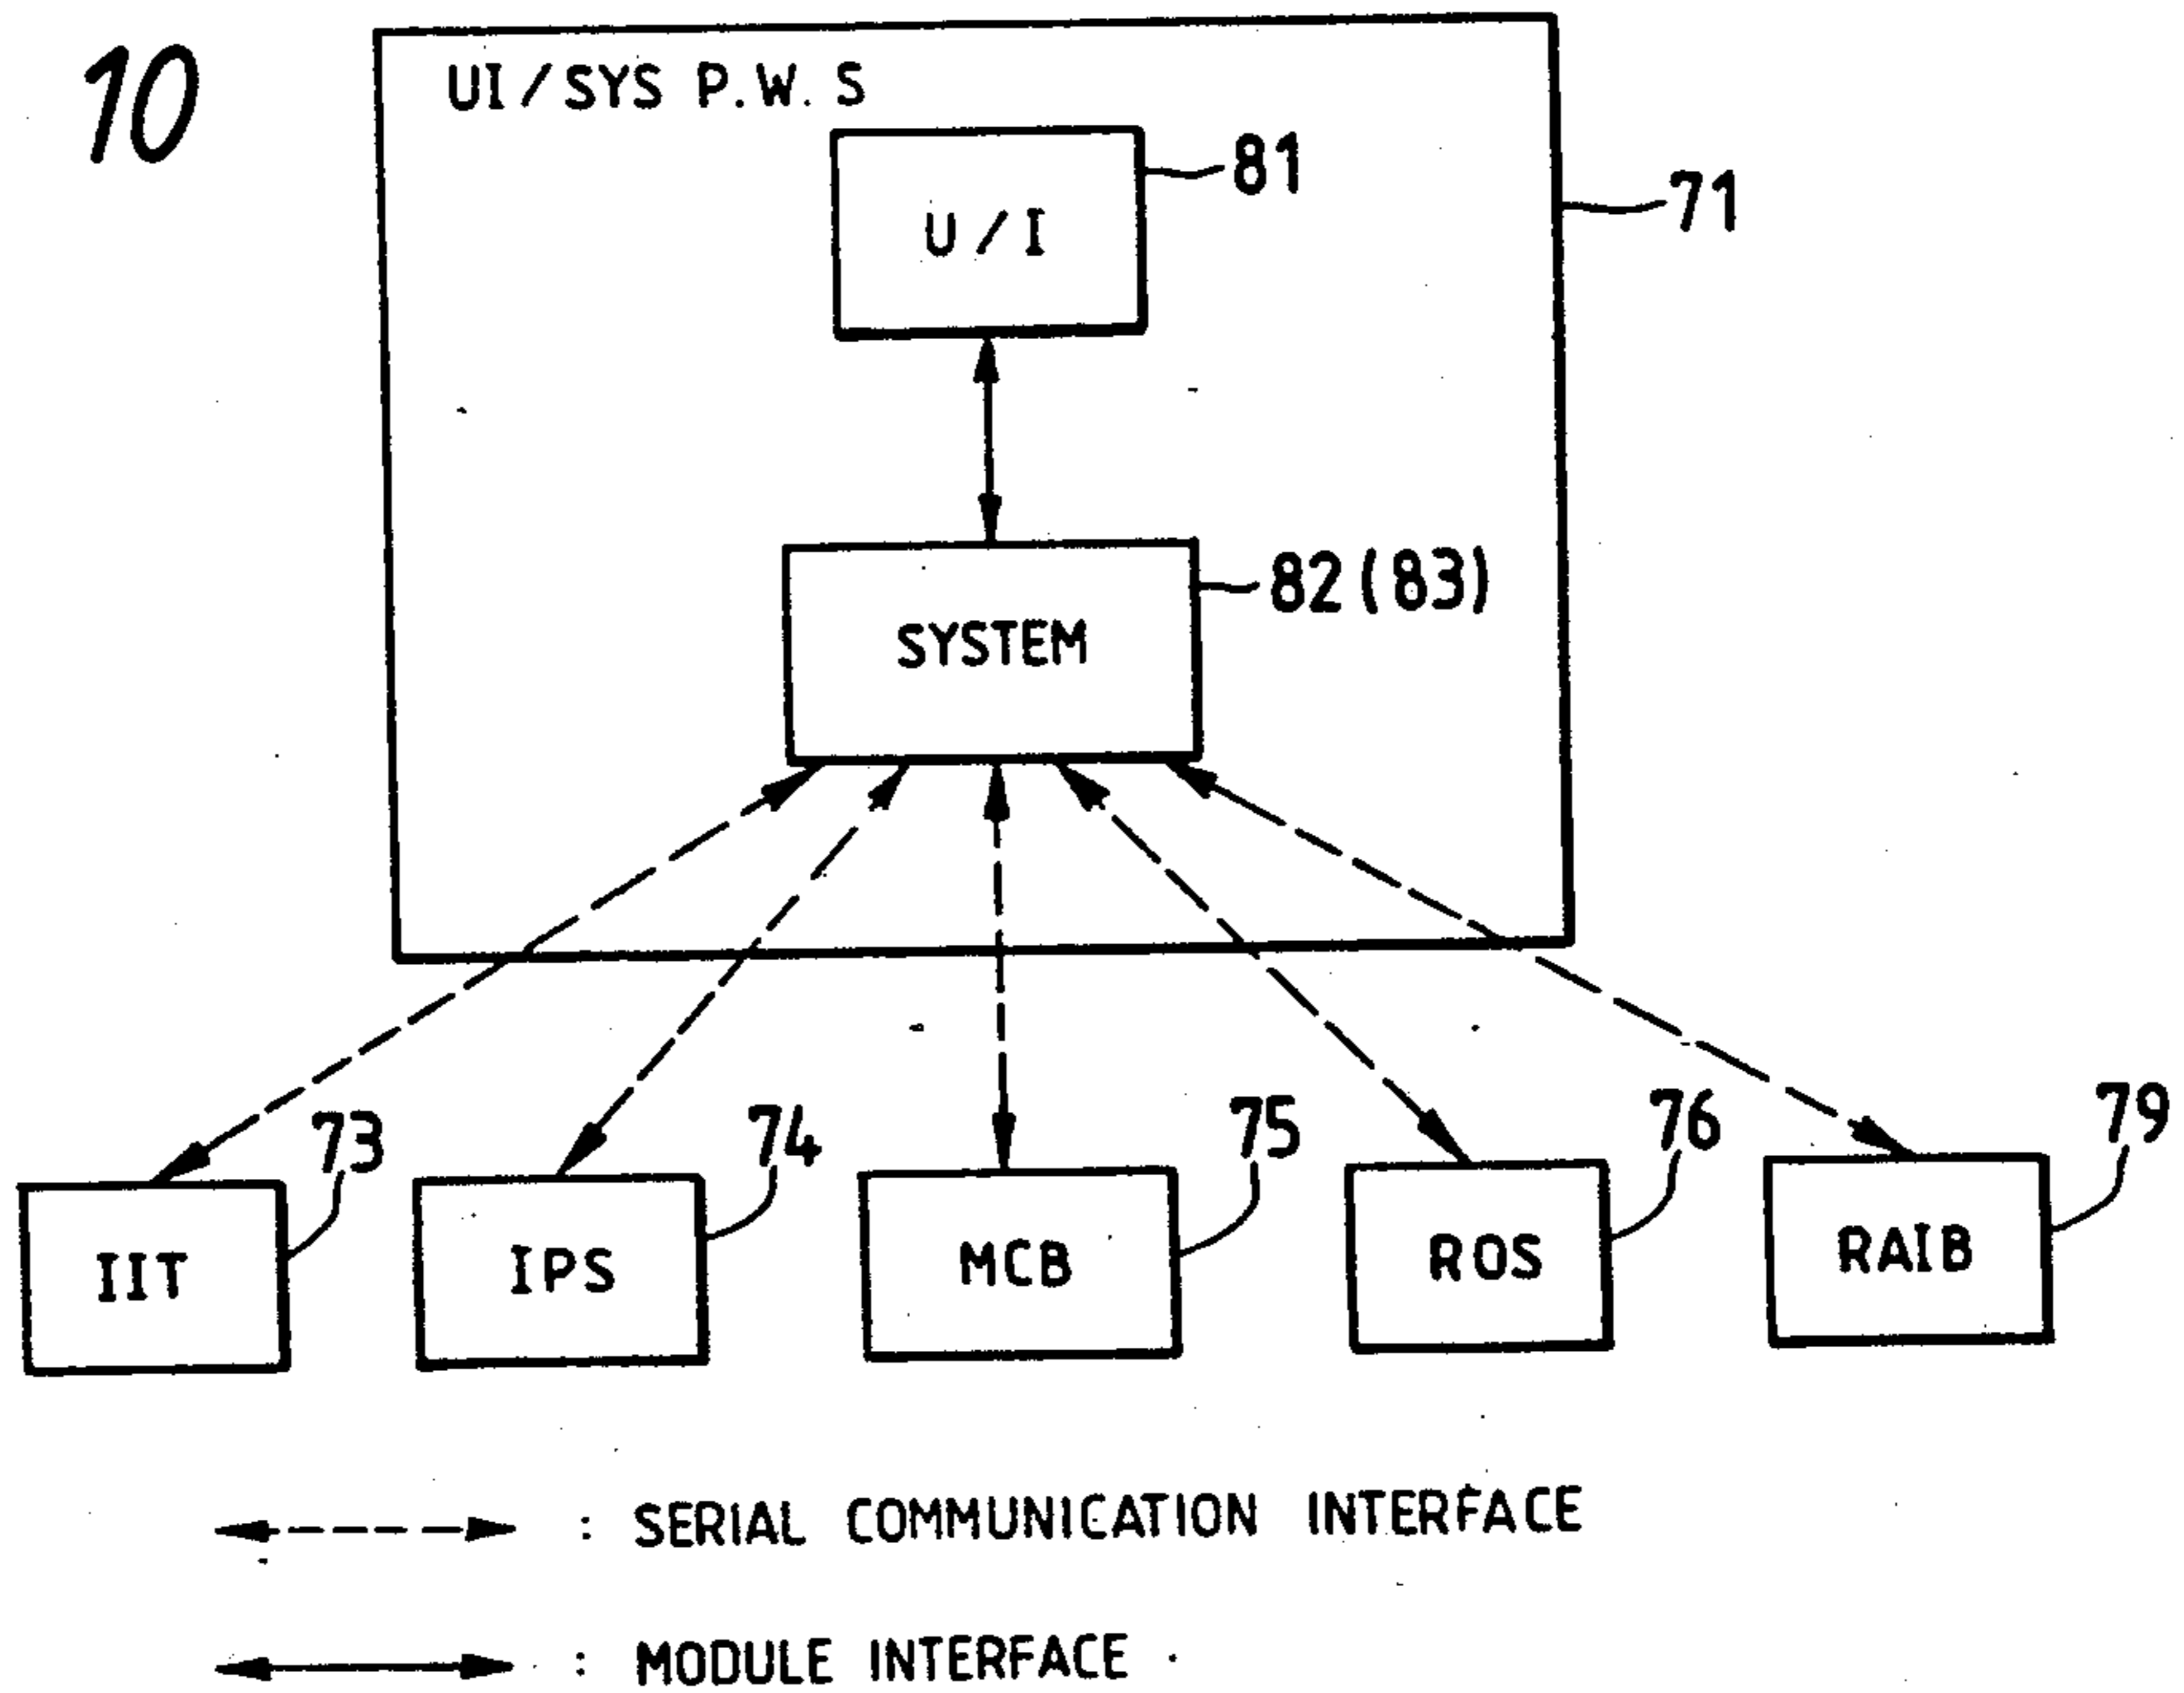 10
UI/SYS P.W.S
U/I
81
71
SYSTEM
82(83)
73
74
75
76
79
IIT
IPS
MCB
ROS
RAIB
: SERIAL COMMUNICATION INTERFACE
: MODULE INTERFACE